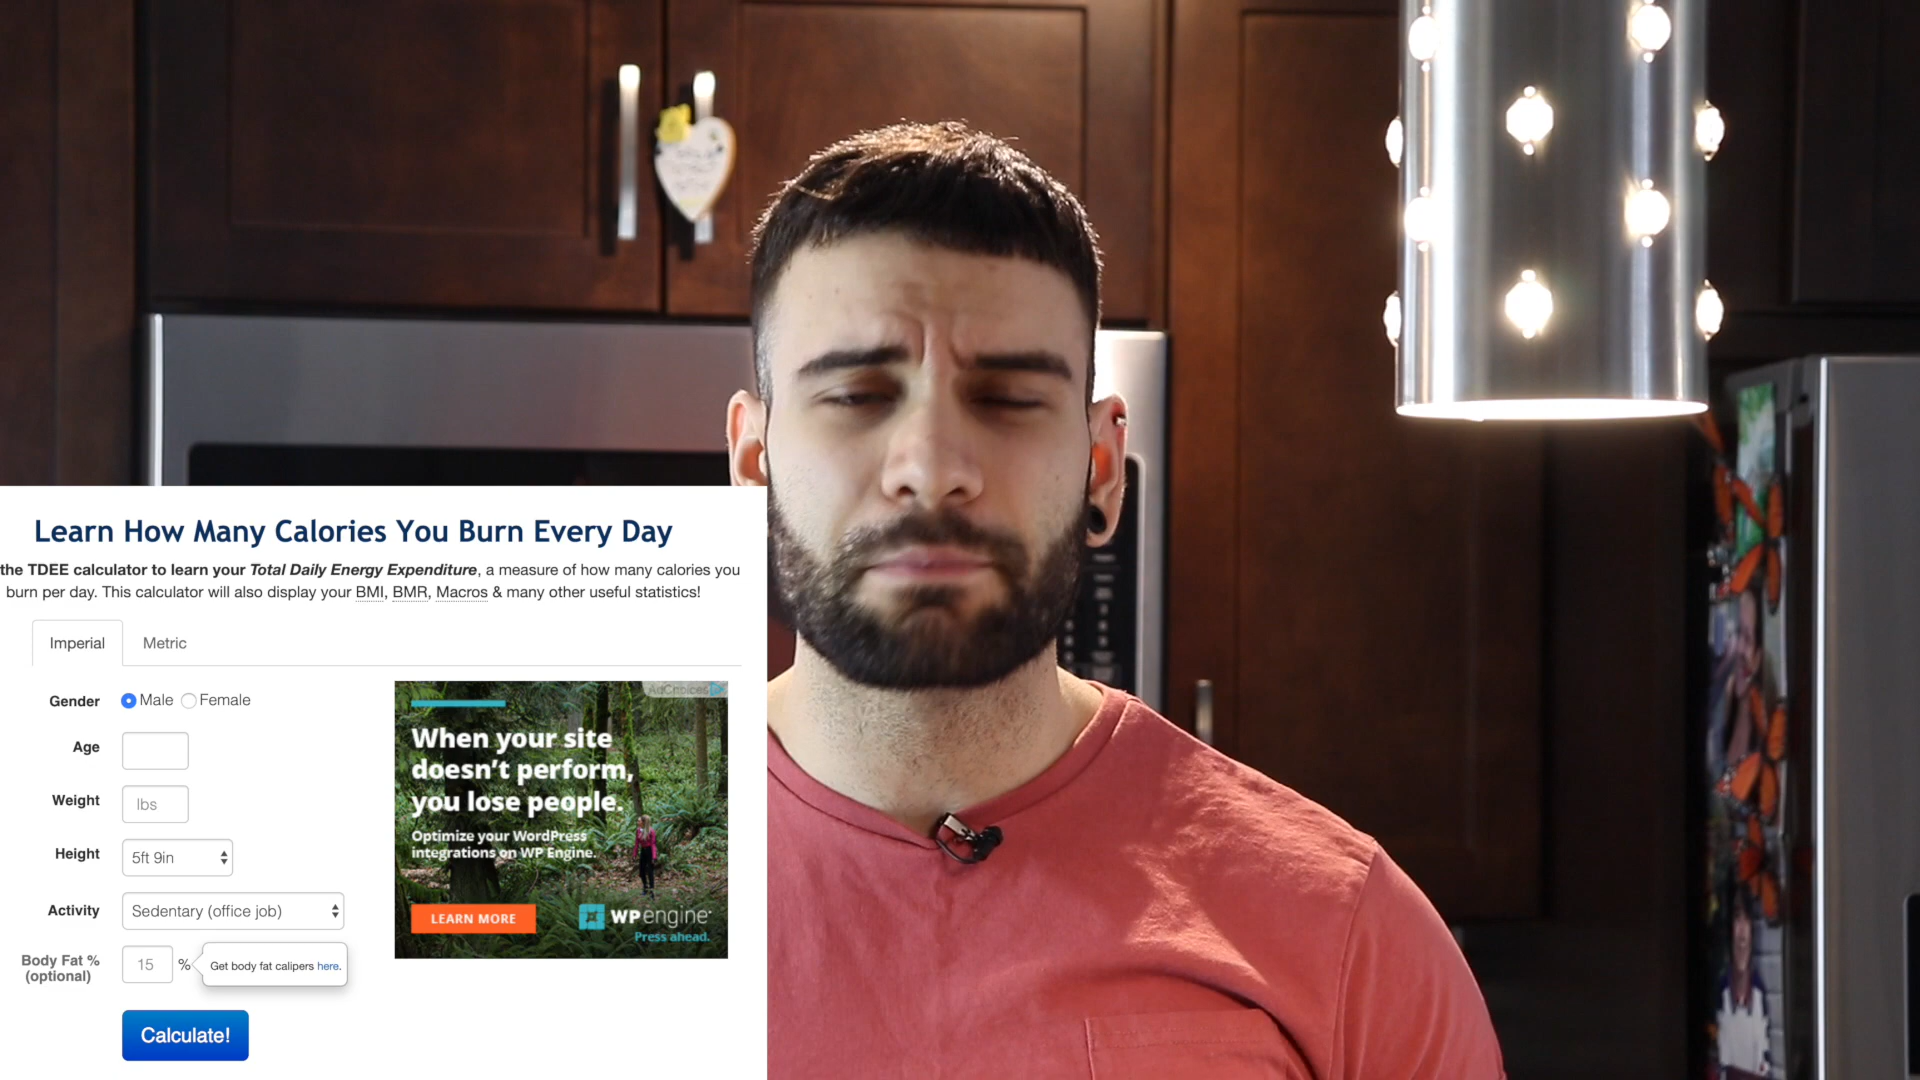 Learn How Many Calories You Burn Every Day
the TDEE calculator to learn your Total Daily Energy Expenditure, a measure of how many calories you
burn per day. This calculator will also display your BMI, BMR, Macros & many other useful statistics!
Imperial Metric
Gender Male Female
Age
Weight lbs
Height 5ft 9in
Activity Sedentary (office job)
Body Fat %
(optional)
15 %
Get body fat calipers here.
Calculate!
AdChoices
When your site
doesn't perform,
you lose people.
Optimize your WordPress
integrations on WP Engine.
LEARN MORE
WP engine
Press ahead.